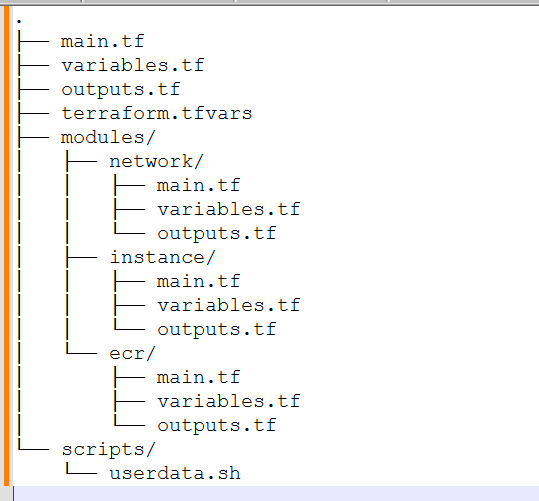 .
├── main.tf
├── variables.tf
├── outputs.tf
├── terraform.tfvars
├── modules/
│   ├── network/
│   │   ├── main.tf
│   │   ├── variables.tf
│   │   └── outputs.tf
│   ├── instance/
│   │   ├── main.tf
│   │   ├── variables.tf
│   │   └── outputs.tf
│   └── ecr/
│       ├── main.tf
│       ├── variables.tf
│       └── outputs.tf
└── scripts/
    └── userdata.sh